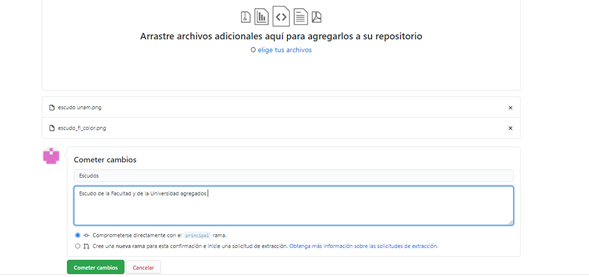 Arrastre archivos adicionales aquí para agregarlos a su repositorio
O elige tus archivos
escudo unam.png
escudo_fi_color.png
Cometer cambios
Escudos
Escudo de la Facultad y de la Universidad agregados
Comprometerse directamente con el principal rama.
Cree una nueva rama para esta confirmación e inicie una solicitud de extracción. Obtenga más información sobre las solicitudes de extracción.
Cometer cambios Cancelar